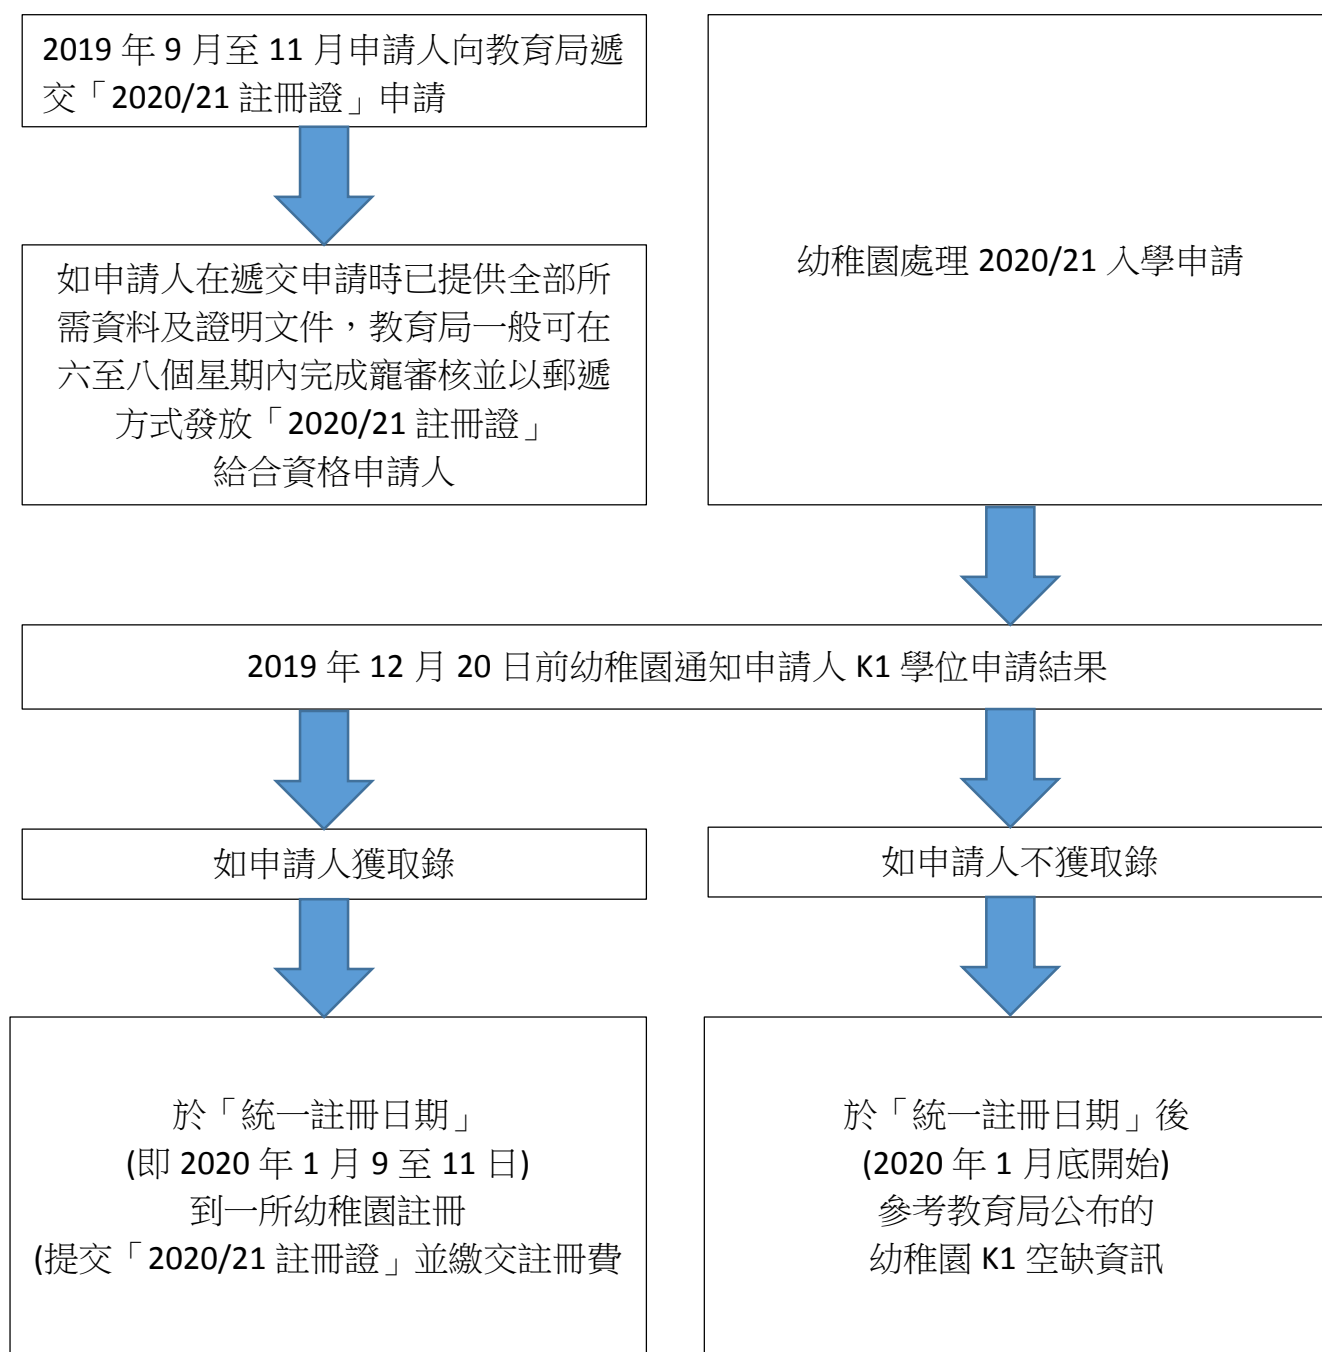 2019 年 9 月至 11 月申請人向教育局遞
交「2020/21 註冊證」申請
如申請人在遞交申請時已提供全部所
需資料及證明文件，教育局一般可在
六至八個星期內完成寵審核並以郵遞
方式發放「2020/21 註冊證」
給合資格申請人
幼稚園處理 2020/21 入學申請
2019 年 12 月 20 日前幼稚園通知申請人 K1 學位申請結果
如申請人獲取錄
如申請人不獲取錄
於「統一註冊日期」
(即 2020 年 1 月 9 至 11 日)
到一所幼稚園註冊
(提交「2020/21 註冊證」並繳交註冊費
於「統一註冊日期」後
(2020 年 1 月底開始)
參考教育局公布的
幼稚園 K1 空缺資訊